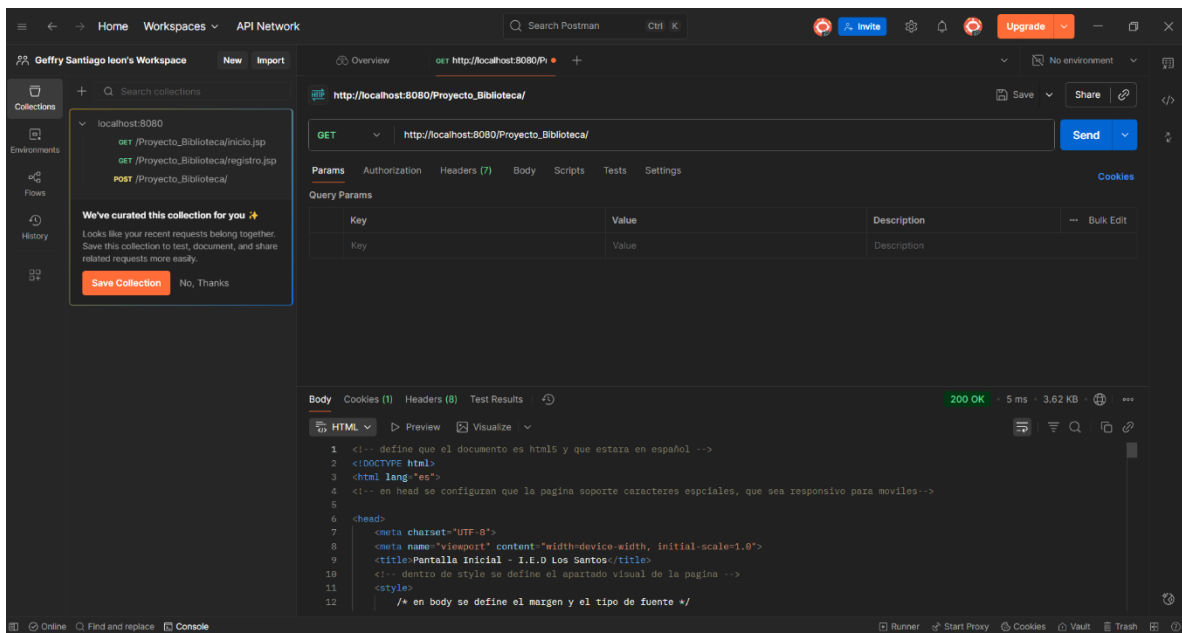 Home Workspaces API Network Search Postman Ctrl K Invite Upgrade
Geffry Santiago leon's Workspace New Import Overview GET http://localhost:8080/Pr No environment
Collections
Environments
Flows
History
Search collections
localhost:8080
GET /Proyecto_Biblioteca/inicio.jsp
GET /Proyecto_Biblioteca/registro.jsp
POST /Proyecto_Biblioteca/
We've curated this collection for you ✨
Looks like your recent requests belong together.
Save this collection to test, document, and share
related requests more easily.
Save Collection No, Thanks
HTTP http://localhost:8080/Proyecto_Biblioteca/ Save Share
GET http://localhost:8080/Proyecto_Biblioteca/ Send
Params Authorization Headers (7) Body Scripts Tests Settings Cookies
Query Params
Key Value Description Bulk Edit
Key Value Description
Body Cookies (1) Headers (8) Test Results 200 OK 5 ms 3.62 KB
HTML Preview Visualize
1 <!-- define que el documento es html5 y que estara en español -->
2 <!DOCTYPE html>
3 <html lang="es">
4 <!-- en head se configuran que la pagina soporte caracteres espciales, que sea responsivo para moviles-->
5
6 <head>
7 <meta charset="UTF-8">
8 <meta name="viewport" content="width=device-width, initial-scale=1.0">
9 <title>Pantalla Inicial - I.E.D Los Santos</title>
10 <!-- dentro de style se define el apartado visual de la pagina -->
11 <style>
12 /* en body se define el margen y el tipo de fuente */
Online Find and replace Console Runner Start Proxy Cookies Vault Trash